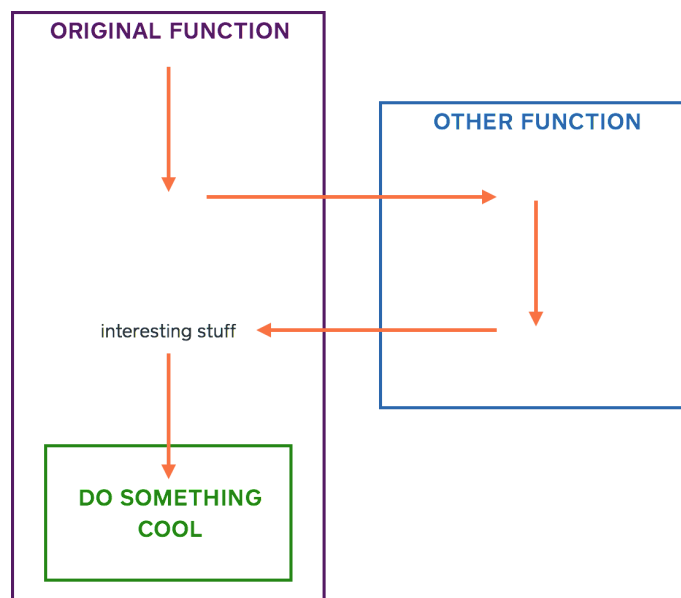 ORIGINAL FUNCTION
OTHER FUNCTION
interesting stuff
DO SOMETHING
COOL